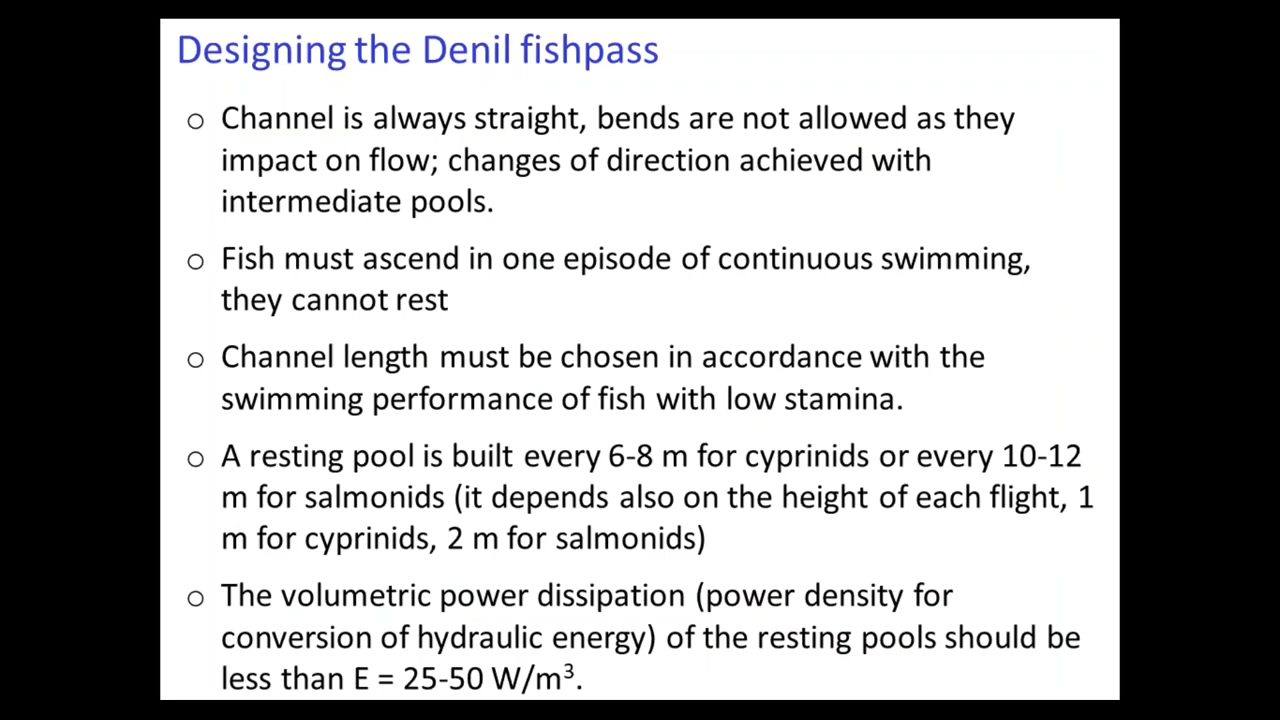 Designing the Denil fishpass
o Channel is always straight, bends are not allowed as they
impact on flow; changes of direction achieved with
intermediate pools.
o Fish must ascend in one episode of continuous swimming,
they cannot rest
o Channel length must be chosen in accordance with the
swimming performance of fish with low stamina.
o A resting pool is built every 6-8 m for cyprinids or every 10-12
m for salmonids (it depends also on the height of each flight, 1
m for cyprinids, 2 m for salmonids)
o The volumetric power dissipation (power density for
conversion of hydraulic energy) of the resting pools should be
less than E = 25-50 W/m³.